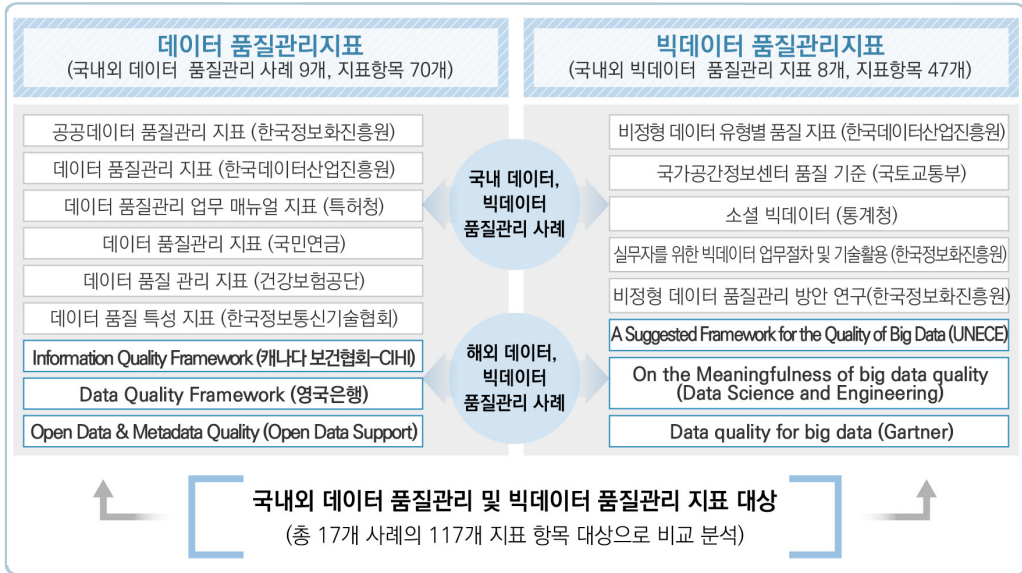 데이터 품질관리지표
(국내외 데이터 품질관리 사례 9개, 지표항목 70개)
공공데이터 품질관리 지표 (한국정보화진흥원)
데이터 품질관리 지표 (한국데이터산업진흥원)
데이터 품질관리 업무 매뉴얼 지표 (특허청)
데이터 품질관리 지표 (국민연금)
데이터 품질 관리 지표 (건강보험공단)
데이터 품질 특성 지표 (한국정보통신기술협회)
Information Quality Framework (캐나다 보건협회-CIHI)
Data Quality Framework (영국은행)
Open Data & Metadata Quality (Open Data Support)
국내 데이터,
빅데이터
품질관리 사례
해외 데이터,
빅데이터
품질관리 사례
빅데이터 품질관리지표
(국내외 빅데이터 품질관리 지표 8개, 지표항목 47개)
비정형 데이터 유형별 품질 지표 (한국데이터산업진흥원)
국가공간정보센터 품질 기준 (국토교통부)
소셜 빅데이터 (통계청)
실무자를 위한 빅데이터 업무절차 및 기술활용 (한국정보화진흥원)
비정형 데이터 품질관리 방안 연구(한국정보화진흥원)
A Suggested Framework for the Quality of Big Data (UNECE)
On the Meaningfulness of big data quality
(Data Science and Engineering)
Data quality for big data (Gartner)
국내외 데이터 품질관리 및 빅데이터 품질관리 지표 대상
(총 17개 사례의 117개 지표 항목 대상으로 비교 분석)